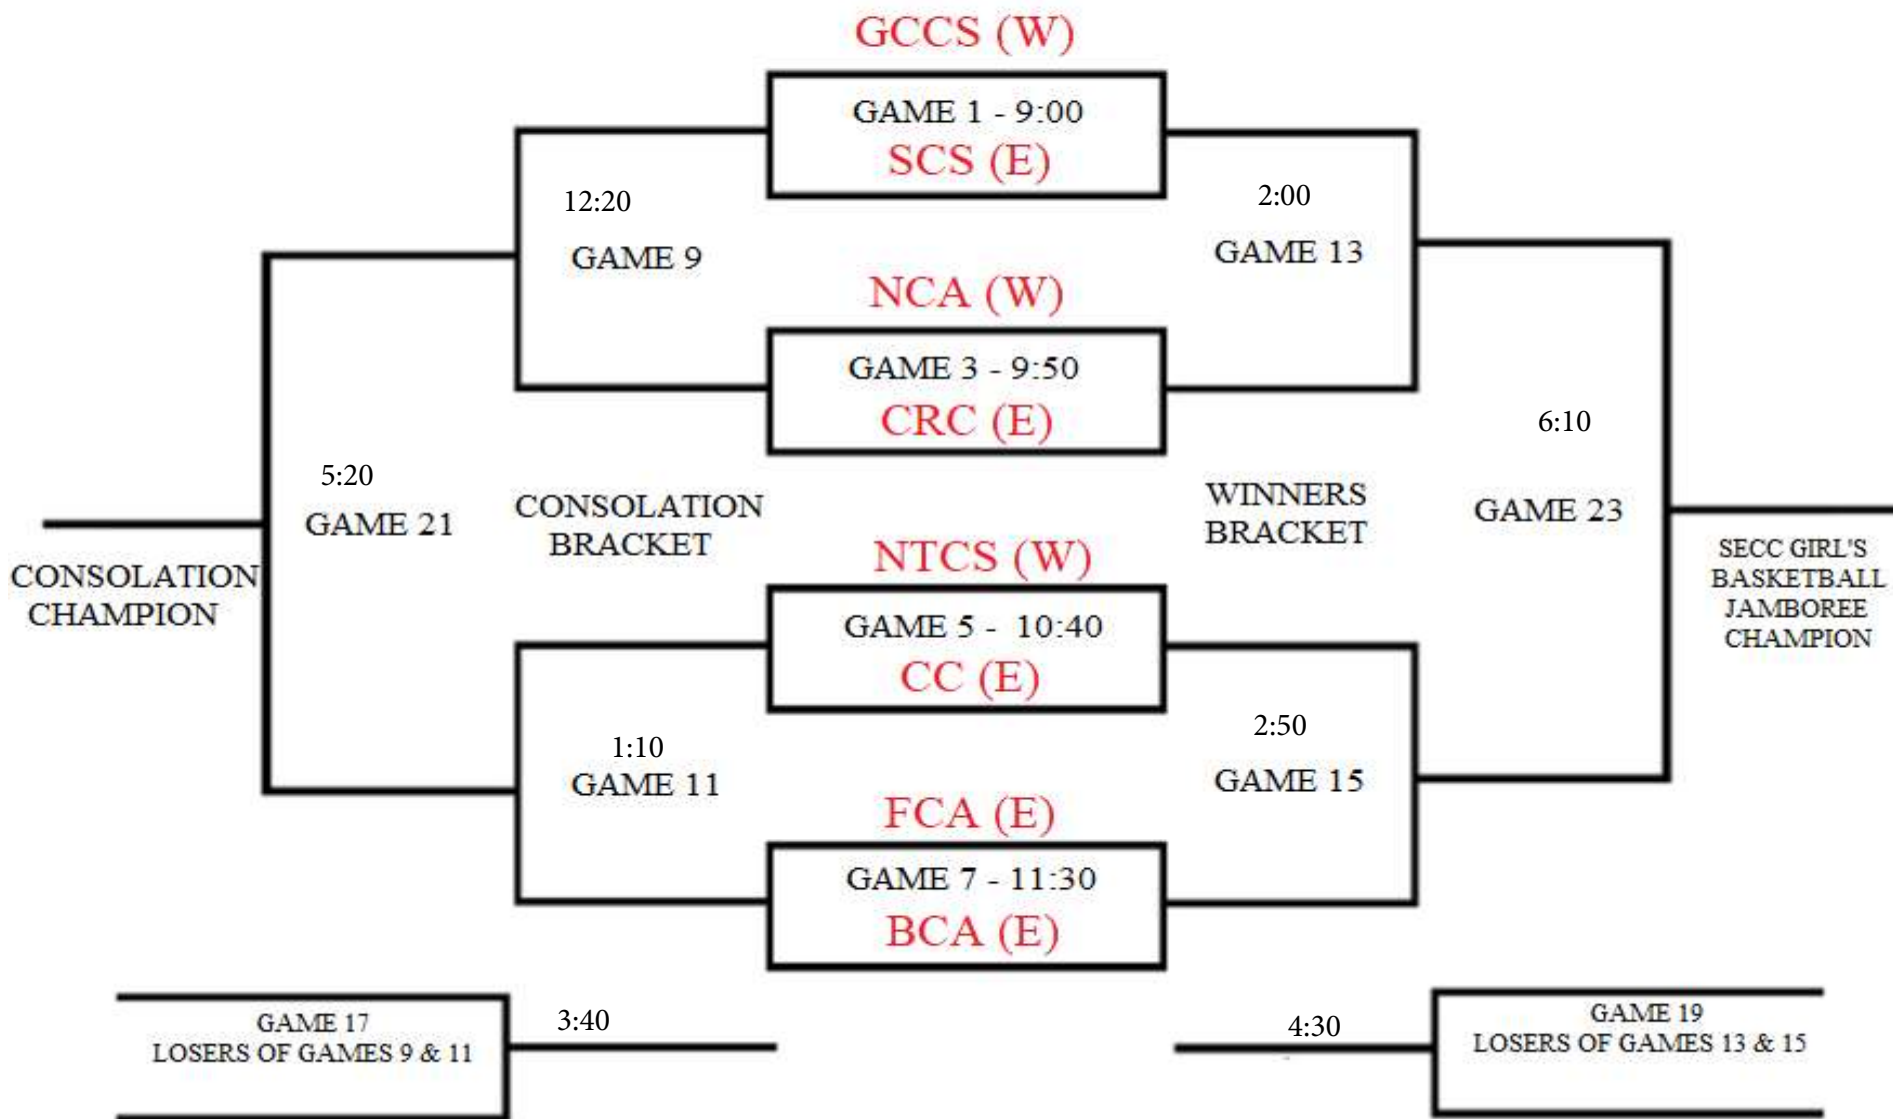 GCCS (W)
GAME 1 - 9:00
SCS (E)
12:20
GAME 9
2:00
GAME 13
NCA (W)
GAME 3 - 9:50
CRC (E)
5:20
GAME 21
CONSOLATION
BRACKET
WINNERS
BRACKET
6:10
GAME 23
CONSOLATION
CHAMPION
SECC GIRL'S
BASKETBALL
JAMBOREE
CHAMPION
NTCS (W)
GAME 5 - 10:40
CC (E)
1:10
GAME 11
2:50
GAME 15
FCA (E)
GAME 7 - 11:30
BCA (E)
GAME 17
LOSERS OF GAMES 9 & 11
3:40
4:30
GAME 19
LOSERS OF GAMES 13 & 15